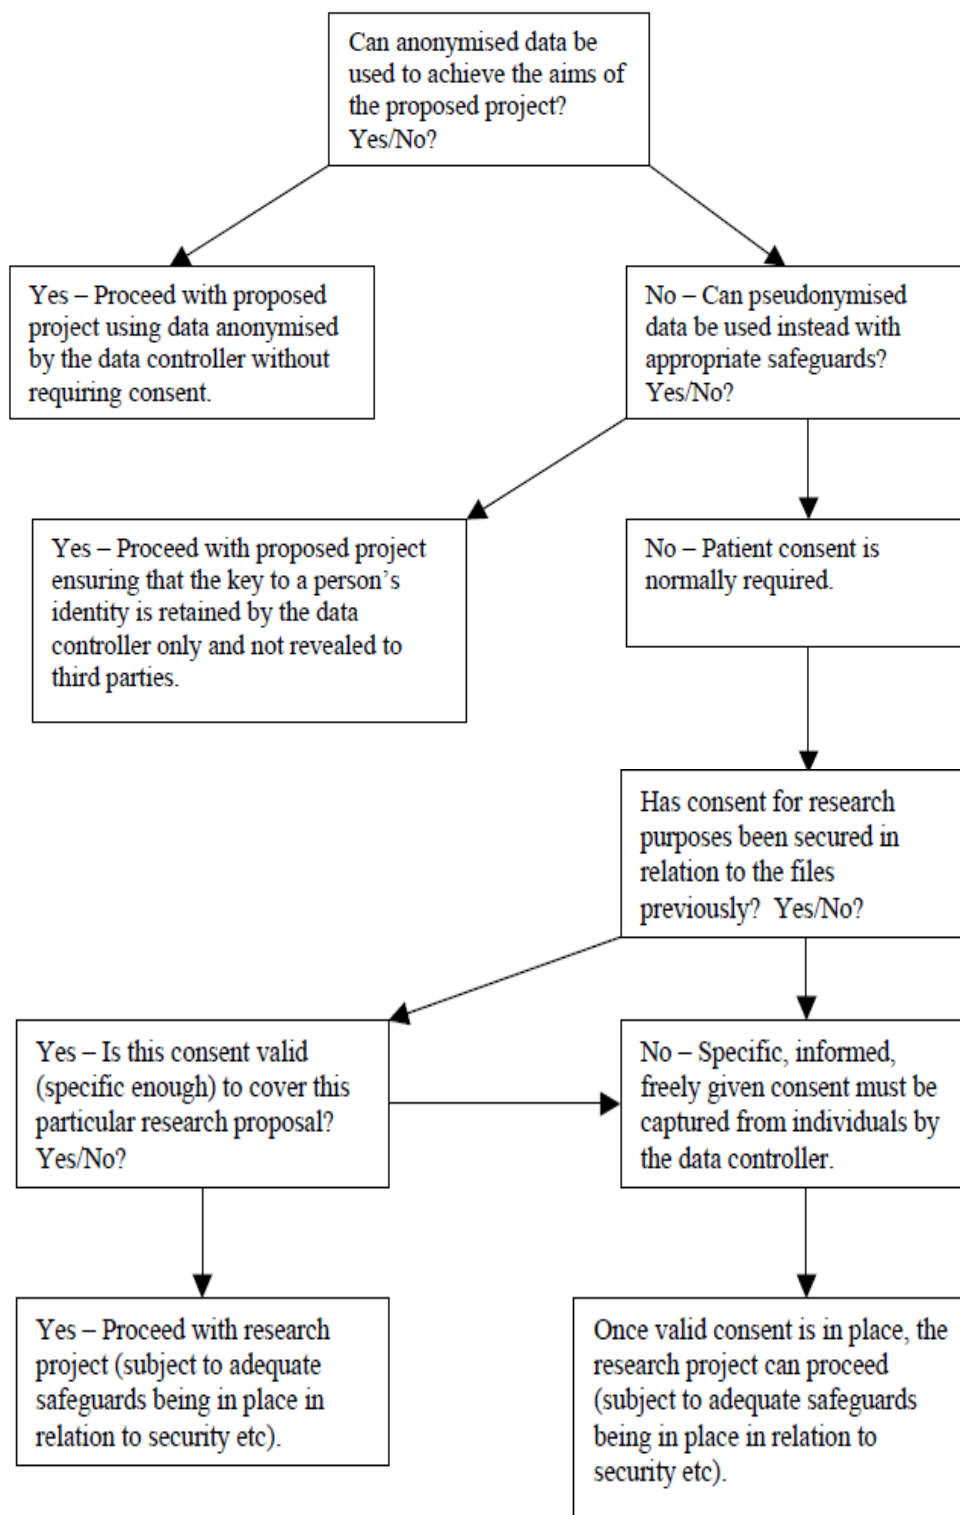 Can anonymised data be
used to achieve the aims of
the proposed project?
Yes/No?
Yes – Proceed with proposed
project using data anonymised
by the data controller without
requiring consent.
No – Can pseudonymised
data be used instead with
appropriate safeguards?
Yes/No?
Yes – Proceed with proposed project
ensuring that the key to a person’s
identity is retained by the data
controller only and not revealed to
third parties.
No – Patient consent is
normally required.
Has consent for research
purposes been secured in
relation to the files
previously?  Yes/No?
Yes – Is this consent valid
(specific enough) to cover this
particular research proposal?
Yes/No?
No – Specific, informed,
freely given consent must be
captured from individuals by
the data controller.
Yes – Proceed with research
project (subject to adequate
safeguards being in place in
relation to security etc).
Once valid consent is in place, the
research project can proceed
(subject to adequate safeguards
being in place in relation to
security etc).